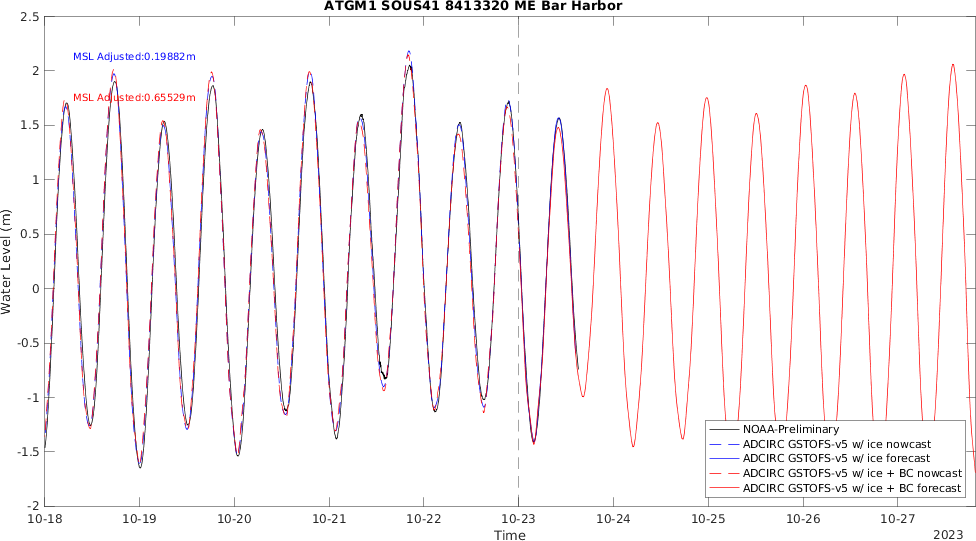 ATGM1 SOUS41 8413320 ME Bar Harbor
MSL Adjusted:0.19882m
MSL Adjusted:0.65529m
Water Level (m)
2.5
2
1.5
1
0.5
0
-0.5
-1
-1.5
-2
NOAA-Preliminary
ADCIRC GSTOFS-v5 w/ ice nowcast
ADCIRC GSTOFS-v5 w/ ice forecast
ADCIRC GSTOFS-v5 w/ ice + BC nowcast
ADCIRC GSTOFS-v5 w/ ice + BC forecast
10-18 10-19 10-20 10-21 10-22 10-23 10-24 10-25 10-26 10-27
Time
2023